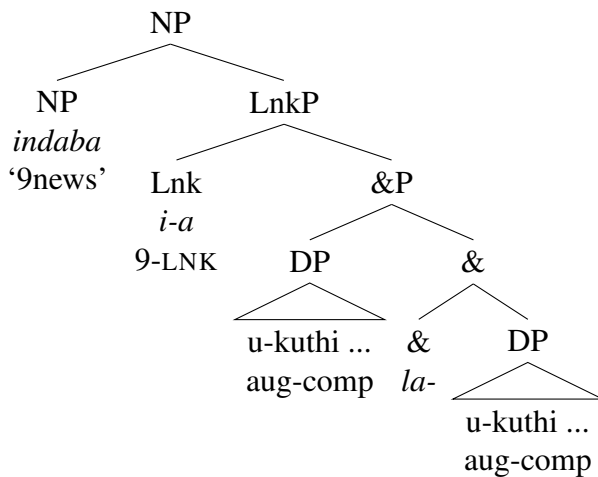 NP
NP LnkP
indaba
‘9news’
Lnk &P
i-a
9-LNK
DP &
u-kuthi ... & DP
aug-comp la-
u-kuthi ...
aug-comp